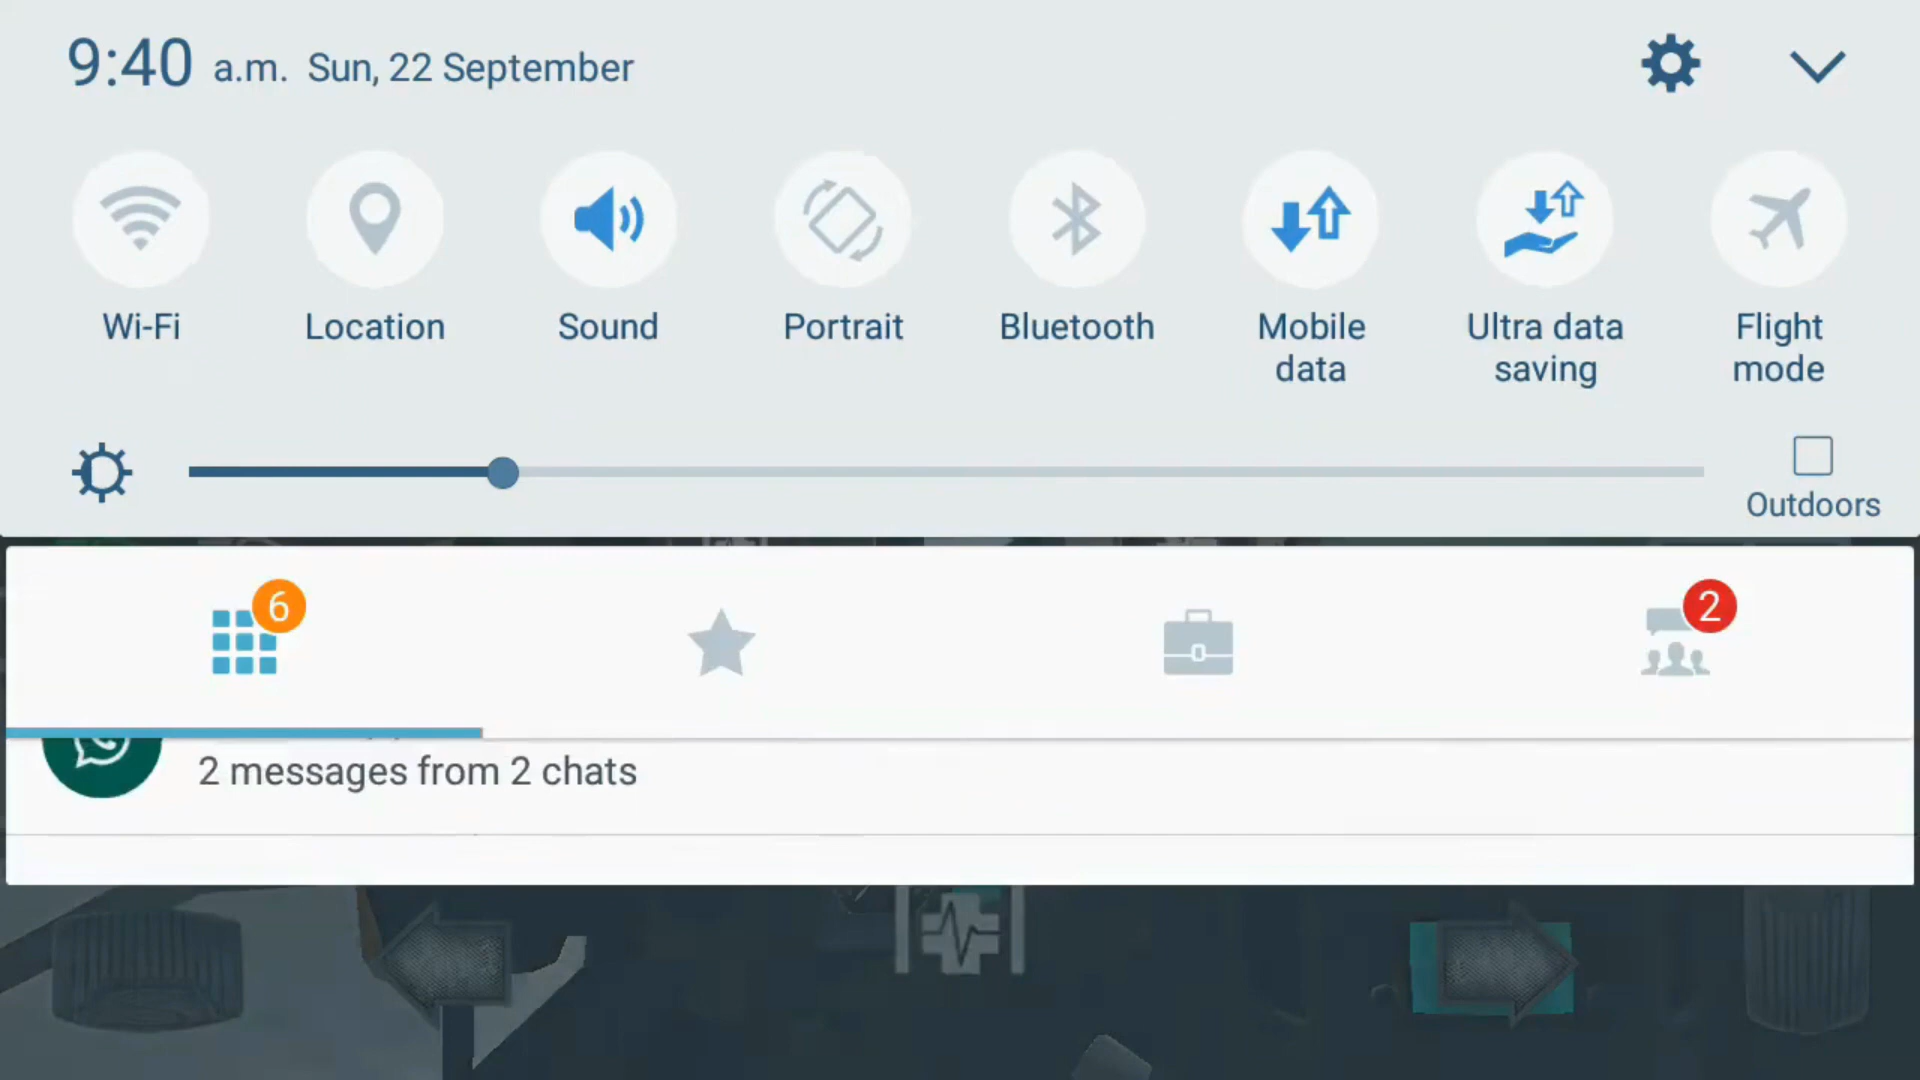 9:40 a.m. Sun, 22 September
Wi-Fi
Location
Sound
Portrait
Bluetooth
Mobile
data
Ultra data
saving
Flight
mode
Outdoors
6
2
2 messages from 2 chats